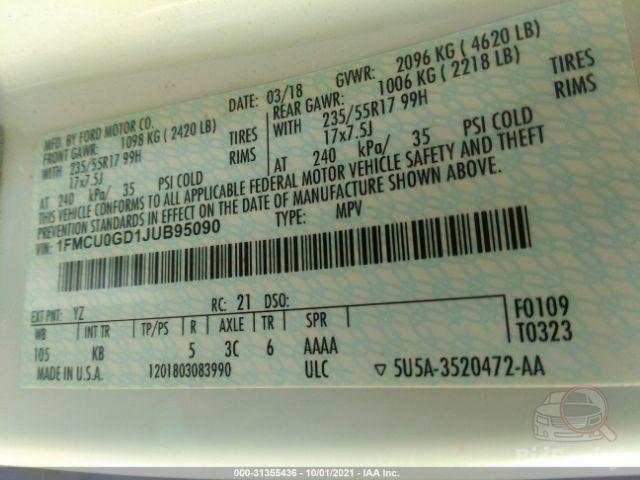 MFD. BY FORD MOTOR CO.
DATE: 03/18
GVWR: 2096 KG ( 4620 LB)
FRONT GAWR: 1098 KG ( 2420 LB)
REAR GAWR: 1006 KG ( 2218 LB)
WITH 235/55R17 99H TIRES
WITH 235/55R17 99H TIRES
17x7.5J RIMS
17x7.5J RIMS
AT 240 kPa/ 35 PSI COLD
AT 240 kPa/ 35 PSI COLD
THIS VEHICLE CONFORMS TO ALL APPLICABLE FEDERAL MOTOR VEHICLE SAFETY AND THEFT
PREVENTION STANDARDS IN EFFECT ON THE DATE OF MANUFACTURE SHOWN ABOVE.
VIN: 1FMCU0GD1JUB95090
TYPE: MPV
EXT PNT: YZ RC: 21 DSO:
WB INT TR TP/PS R AXLE TR SPR
105 KB 5 3C 6 AAAA
F0109
T0323
MADE IN U.S.A. 1201803083990 ULC ▽ 5U5A-3520472-AA
000-31355436 - 10/01/2021 - IAA Inc.